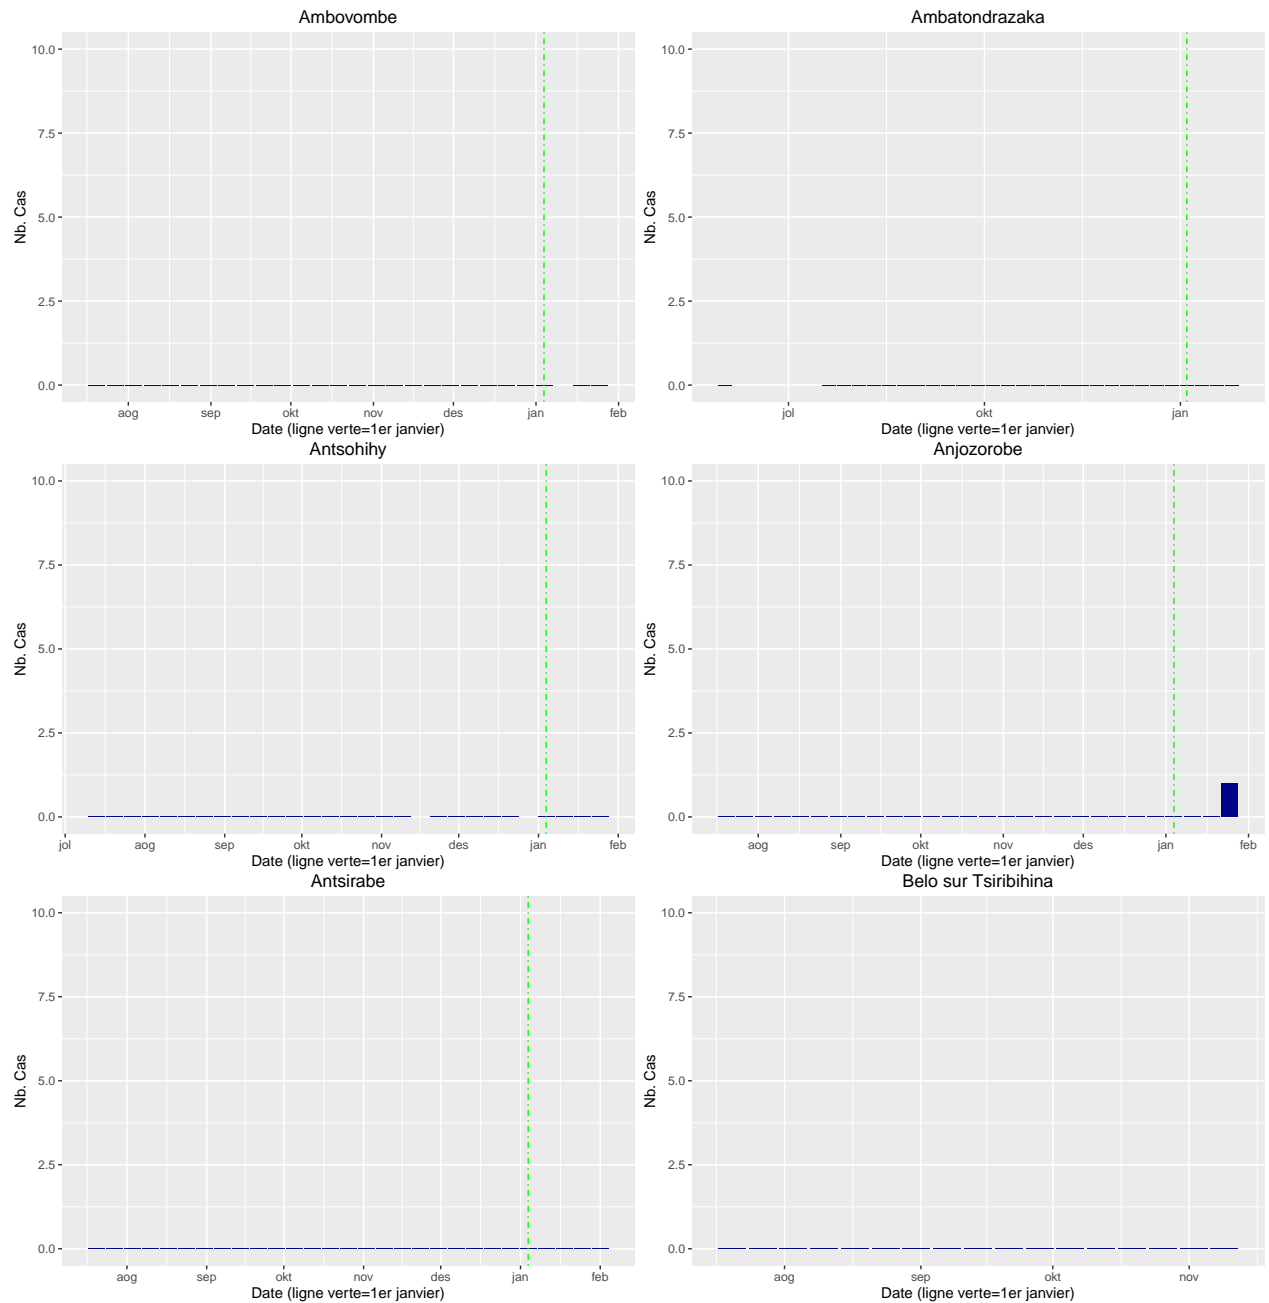 Ambovombe
10.0
7.5
5.0
2.5
0.0
Nb. Cas
aog sep okt nov des jan feb
Date (ligne verte=1er janvier)
Ambatondrazaka
10.0
7.5
5.0
2.5
0.0
Nb. Cas
jol okt jan
Date (ligne verte=1er janvier)
Antsohihy
10.0
7.5
5.0
2.5
0.0
Nb. Cas
jol aog sep okt nov des jan feb
Date (ligne verte=1er janvier)
Anjozorobe
10.0
7.5
5.0
2.5
0.0
Nb. Cas
aog sep okt nov des jan feb
Date (ligne verte=1er janvier)
Antsirabe
10.0
7.5
5.0
2.5
0.0
Nb. Cas
aog sep okt nov des jan feb
Date (ligne verte=1er janvier)
Belo sur Tsiribihina
10.0
7.5
5.0
2.5
0.0
Nb. Cas
aog sep okt nov
Date (ligne verte=1er janvier)